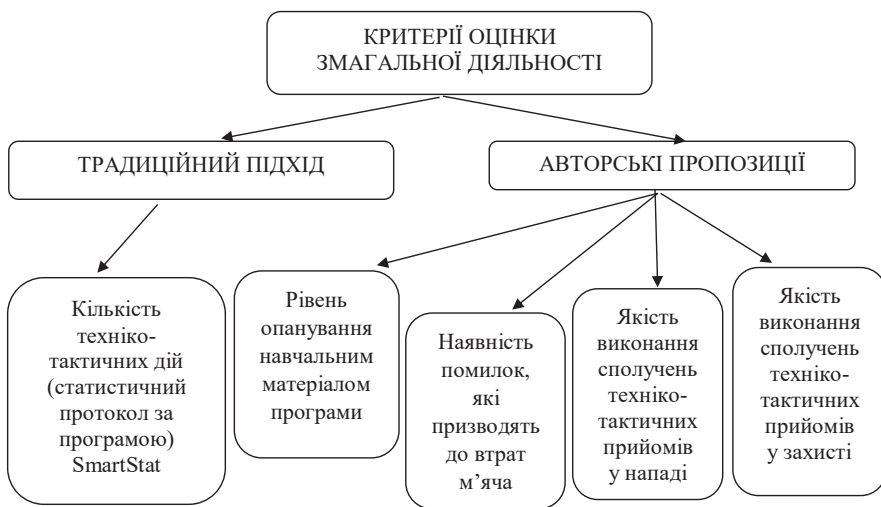 КРИТЕРІЇ ОЦІНКИ
ЗМАГАЛЬНОЇ ДІЯЛЬНОСТІ
ТРАДИЦІЙНИЙ ПІДХІД
АВТОРСЬКІ ПРОПОЗИЦІЇ
Кількість
техніко-
тактичних дій
(статистичний
протокол за
програмою)
SmartStat
Рівень
опанування
навчальним
матеріалом
програми
Наявність
помилок,
які
призводять
до втрат
м’яча
Якість
виконання
сполучень
техніко-
тактичних
прийомів
у нападі
Якість
виконання
сполучень
техніко-
тактичних
прийомів
у захисті